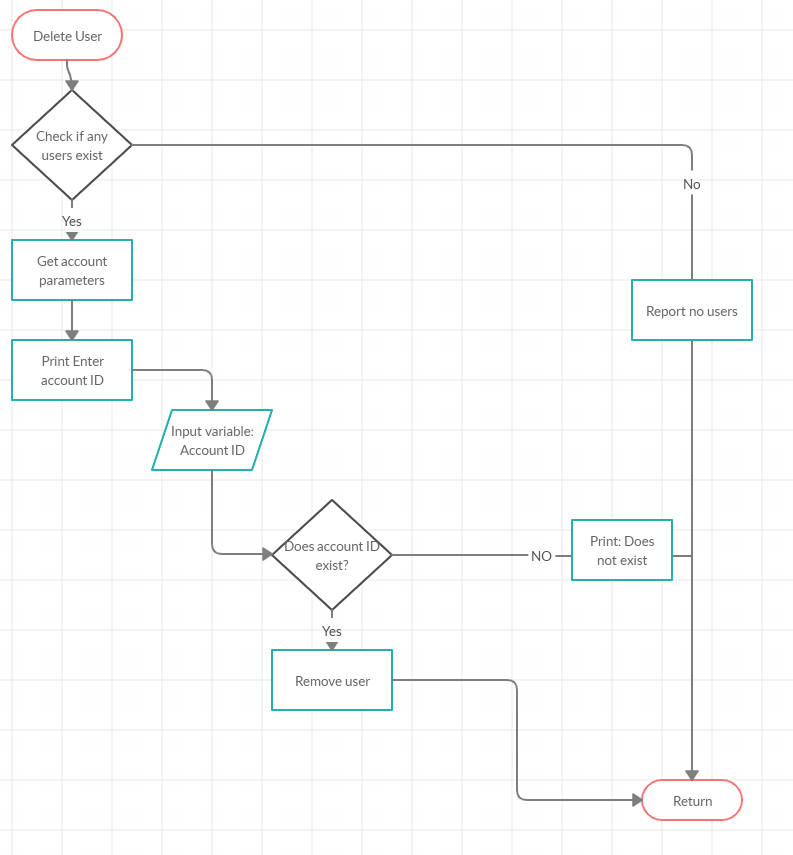 Delete User
Check if any
users exist
No
Yes
Get account
parameters
Report no users
Print Enter
account ID
Input variable:
Account ID
Does account ID
exist?
NO
Print: Does
not exist
Yes
Remove user
Return